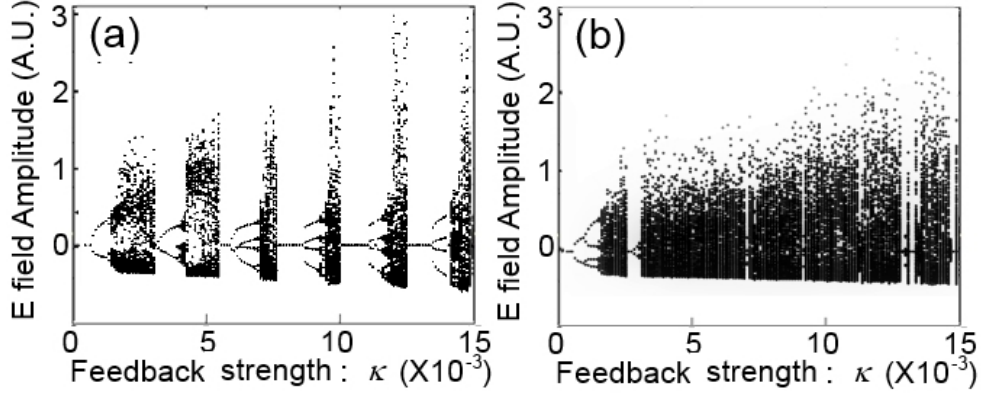 (a)
E field Amplitude (A.U.)
3
2
1
0
0 5 10 15
Feedback strength : κ (X10-3)
(b)
E field Amplitude (A.U.)
3
2
1
0
0 5 10 15
Feedback strength : κ (X10-3)